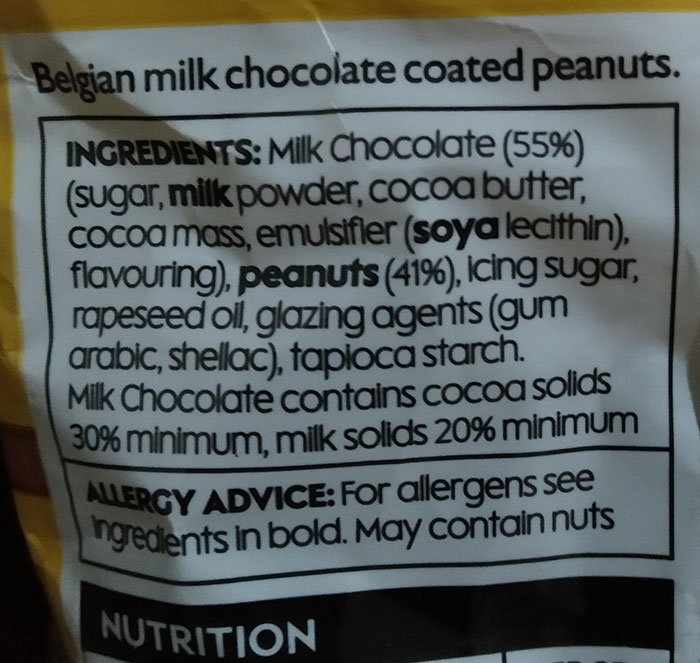 Belgian milk chocolate coated peanuts.
INGREDIENTS: Milk Chocolate (55%)
(sugar, milk powder, cocoa butter,
cocoa mass, emulsifier (soya lecithin),
flavouring), peanuts (41%), Icing sugar,
rapeseed oil, glazing agents (gum
arabic, shellac), tapioca starch.
Milk Chocolate contains cocoa solids
30% minimum, milk solids 20% minimum
ALLERGY ADVICE: For allergens see
ingredients in bold. May contain nuts
NUTRITION